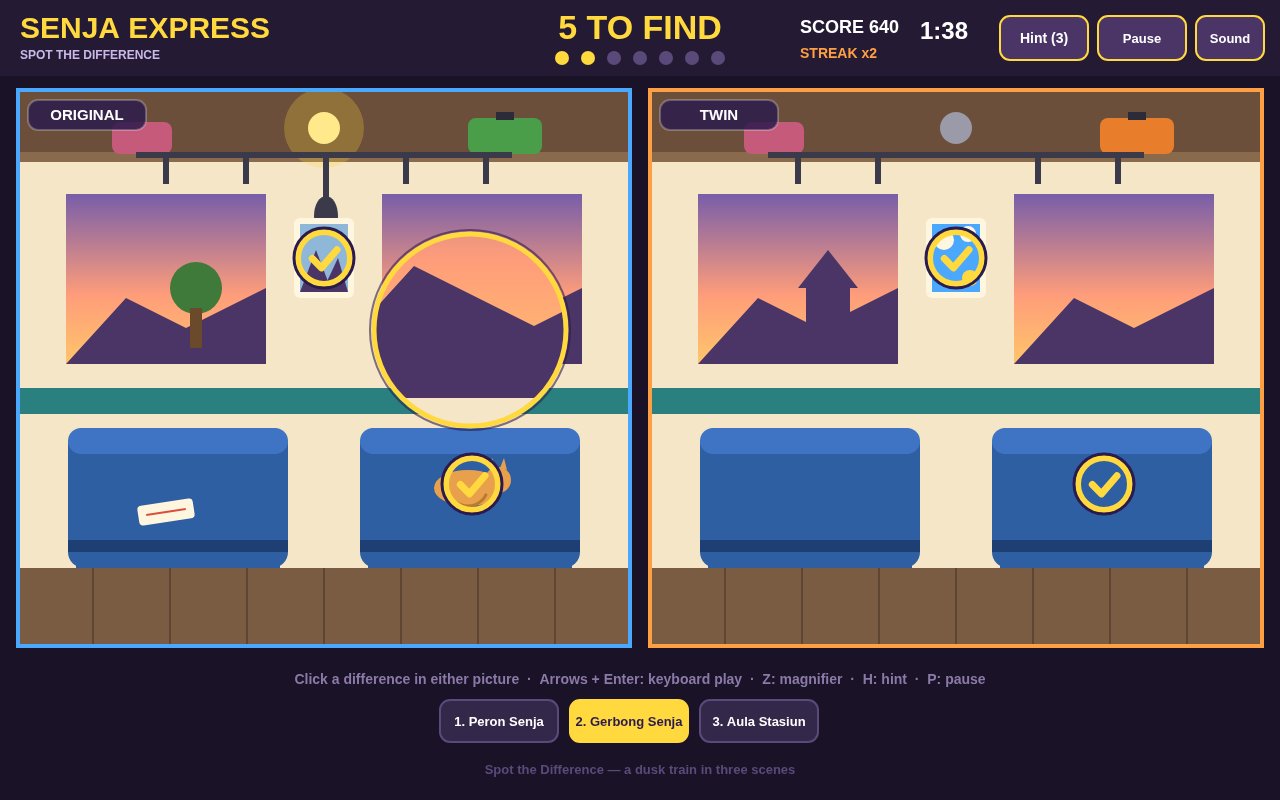 SENJA EXPRESS
SPOT THE DIFFERENCE
5 TO FIND
SCORE 640
STREAK x2
1:38
Hint (3)
Pause
Sound
ORIGINAL
TWIN
Click a difference in either picture · Arrows + Enter: keyboard play · Z: magnifier · H: hint · P: pause
1. Peron Senja
2. Gerbong Senja
3. Aula Stasiun
Spot the Difference — a dusk train in three scenes